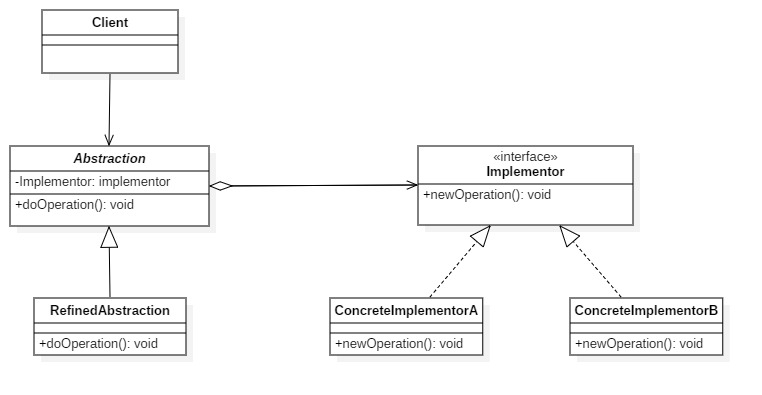 Client
Abstraction
-Implementor: implementor
+doOperation(): void
«interface»
Implementor
+newOperation(): void
RefinedAbstraction
+doOperation(): void
ConcreteImplementorA
+newOperation(): void
ConcreteImplementorB
+newOperation(): void